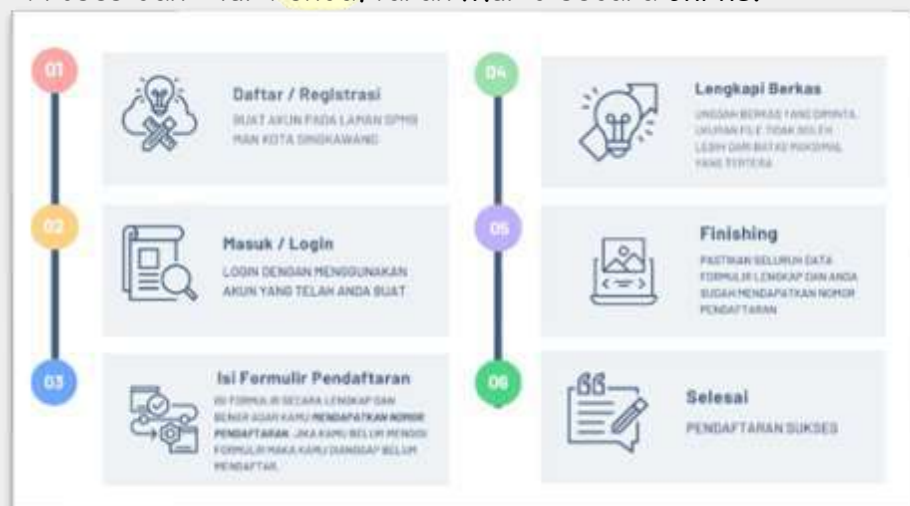 01
Daftar / Registrasi
BUAT AKUN PADA LAMAN SPMB
MAN KOTA SINGKAWANG
02
Masuk / Login
LOGIN DENGAN MENGGUNAKAN
AKUN YANG TELAH ANDA BUAT
03
Isi Formulir Pendaftaran
ISI FORMULIR SECARA LENGKAP DAN
BENAR AGAR KAMU MENDAPATKAN NOMOR
PENDAFTARAN. JIKA KAMU BELUM MENGISI
FORMULIR MAKA KAMU DIANGGAP BELUM
MENDAFTAR.
04
Lengkapi Berkas
UNGGAH BERKAS YANG DIMINTA
UKURAN FILE TIDAK BOLEH
LEBIH DARI BATAS MAKSIMAL
YANG TERTERA
05
Finishing
PASTIKAN SELURUH DATA
FORMULIR LENGKAP DAN ANDA
SUDAH MENDAPATKAN NOMOR
PENDAFTARAN
06
Selesai
PENDAFTARAN SUKSES